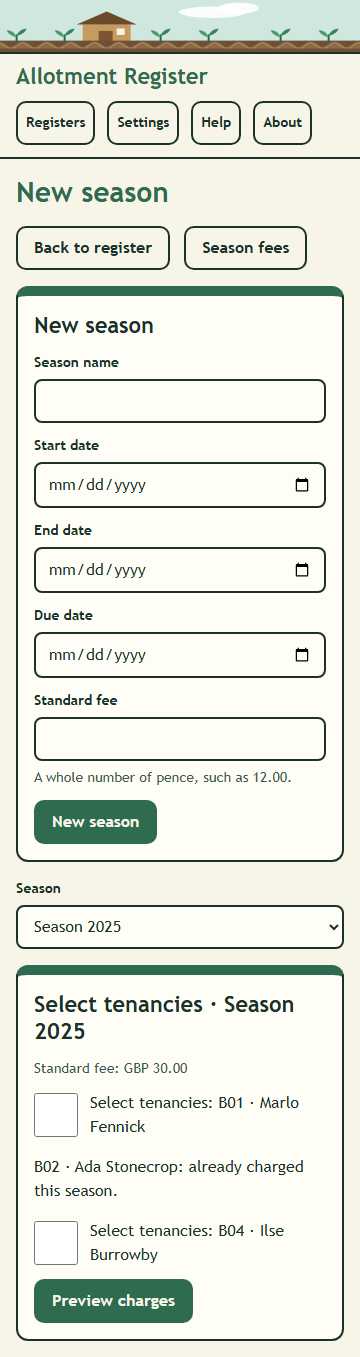 Allotment Register
Registers
Settings
Help
About
New season
Back to register
Season fees
New season
Season name
Start date
mm/dd/yyyy
End date
mm/dd/yyyy
Due date
mm/dd/yyyy
Standard fee
A whole number of pence, such as 12.00.
New season
Season
Season 2025
Select tenancies · Season
2025
Standard fee: GBP 30.00
Select tenancies: B01 · Marlo
Fennick
B02 · Ada Stonecrop: already charged
this season.
Select tenancies: B04 · Ilse
Burrowby
Preview charges